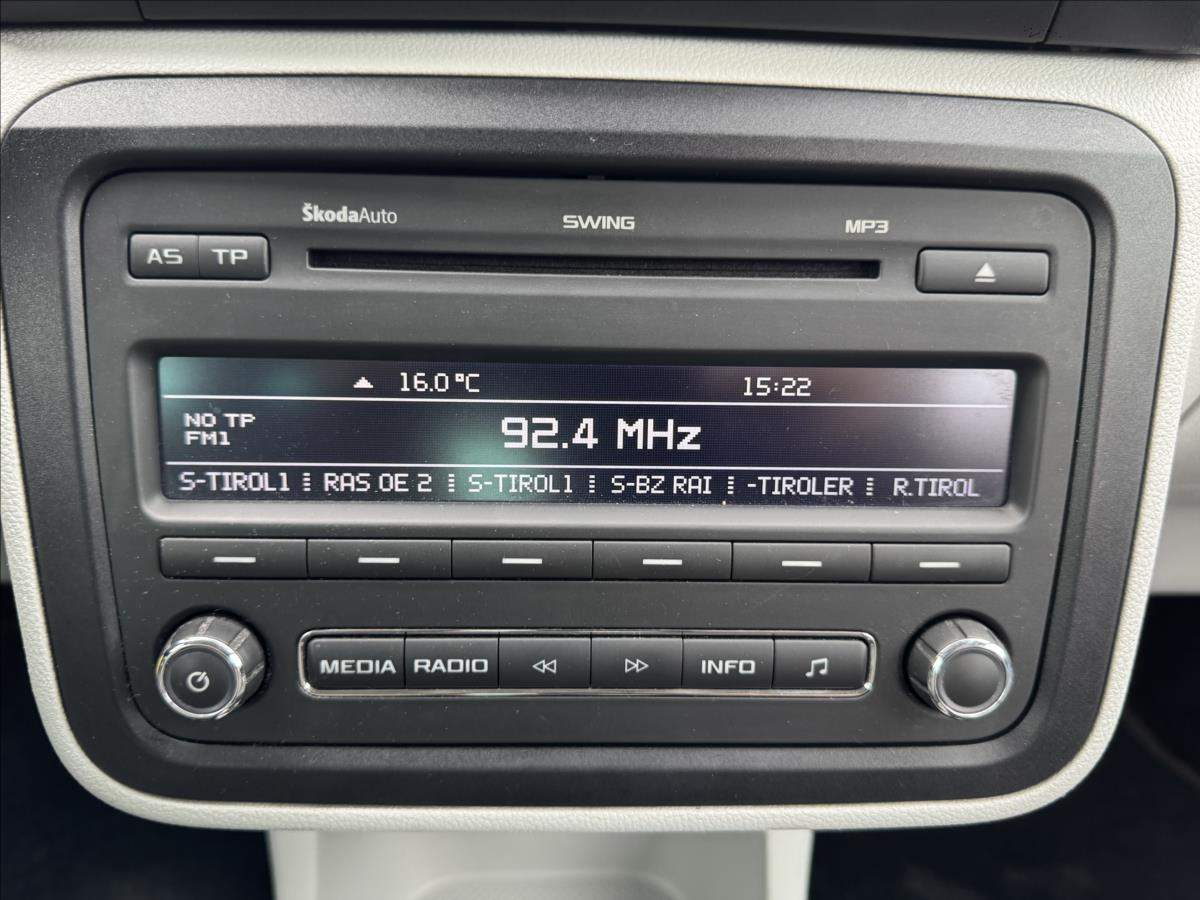 ŠkodaAuto SWING MP3
AS TP
16.0°C 15:22
NO TP
FM1
92.4 MHz
S-TIROL1 RAS OE 2 S-TIROL1 S-BZ RAI -TIROLER R.TIROL
MEDIA RADIO INFO